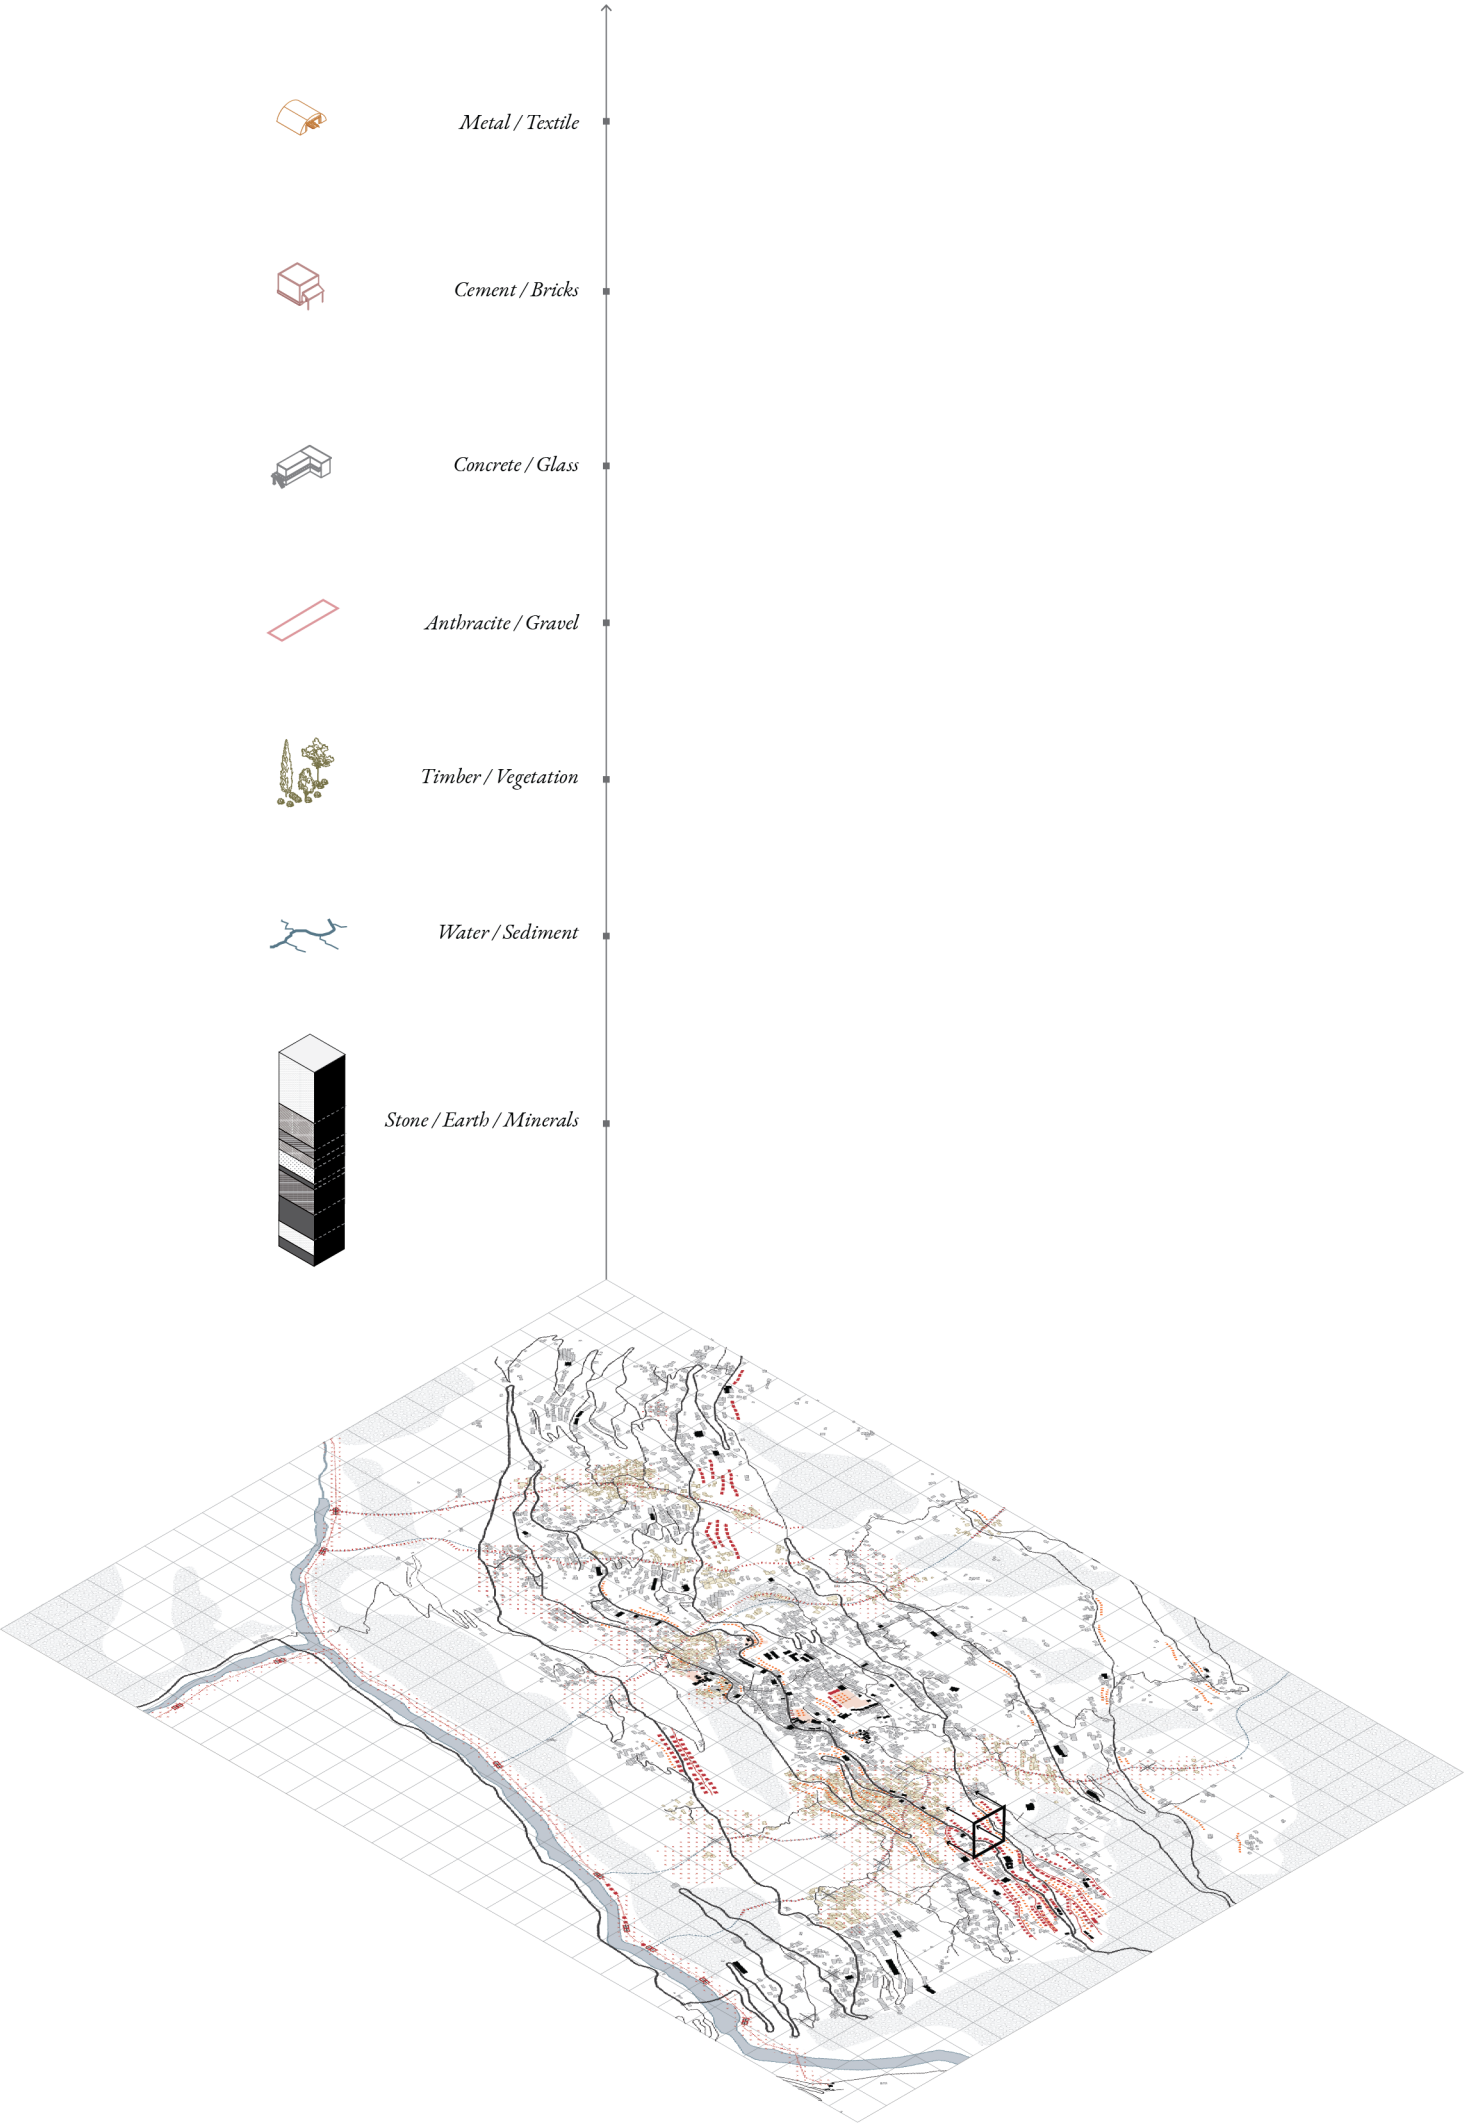 Metal / Textile
Cement / Bricks
Concrete / Glass
Anthracite / Gravel
Timber / Vegetation
Water / Sediment
Stone / Earth / Minerals